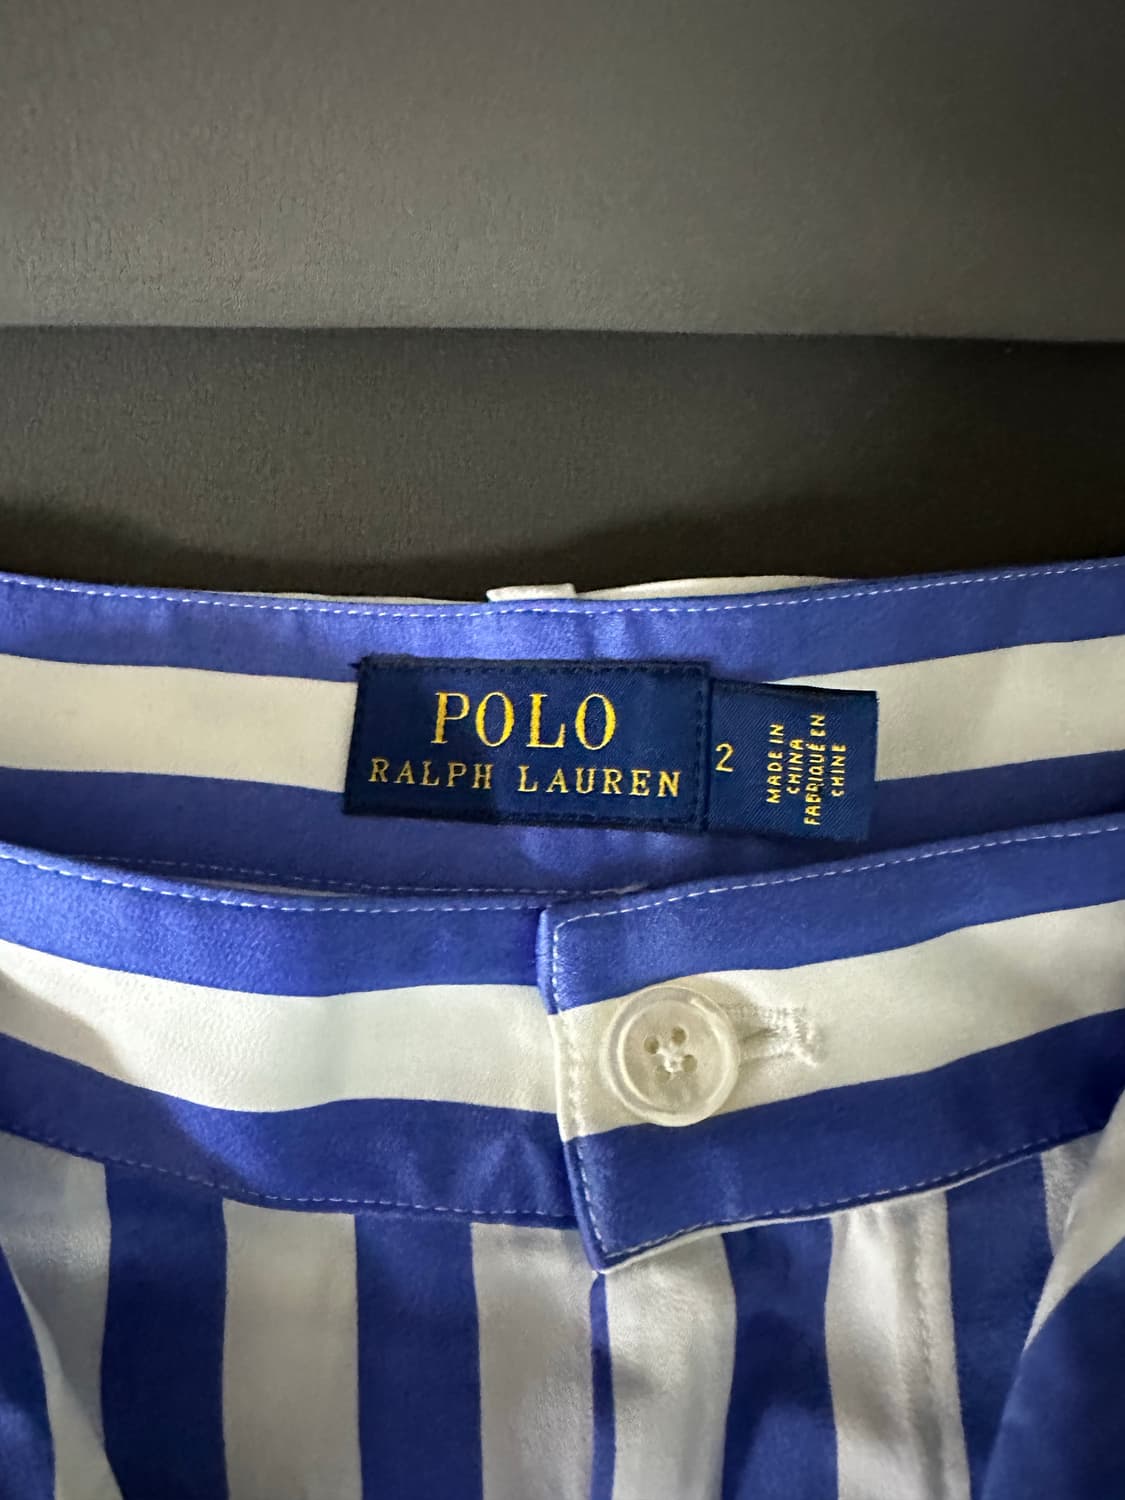 POLO
RALPH LAUREN
2
MADE IN
CHINA
FABRIQUÉ EN
CHINE